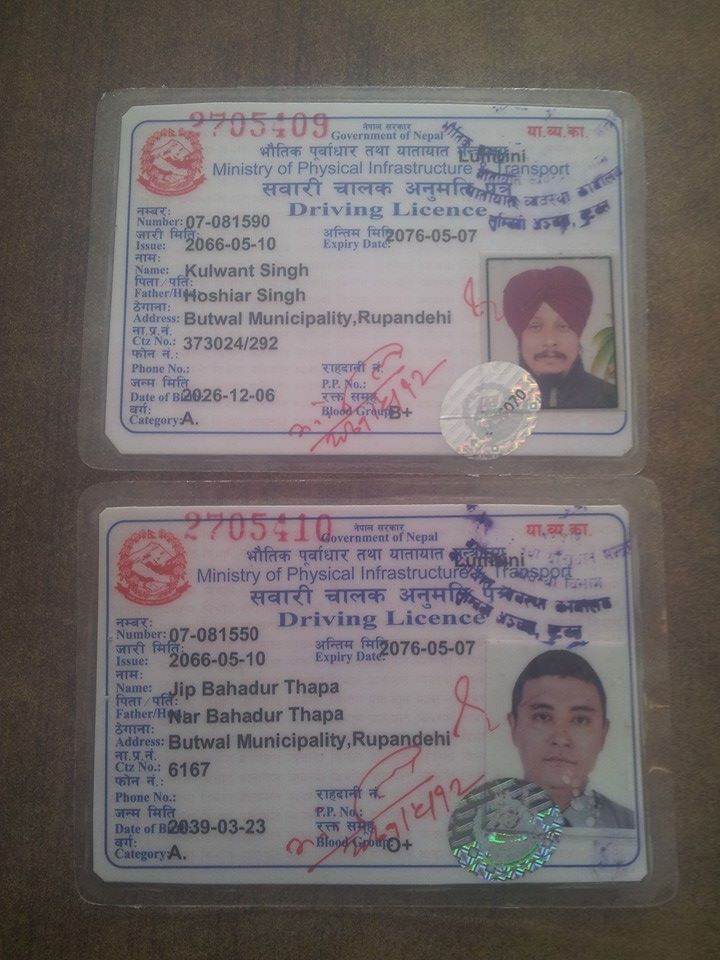 2705409
नेपाल सरकार
Government of Nepal
या.व्य.का.
भौतिक पूर्वाधार तथा यातायात
Lumbini
Ministry of Physical Infrastructure & Transport
सवारी चालक अनुमति पत्र
यातायात व्यवस्था कार्यालय
Driving Licence
नम्बर:
Number: 07-081590
जारी मिति:
Issue: 2066-05-10
अन्तिम मिति
Expiry Date: 2076-05-07
नाम:
Name: Kulwant Singh
पिता/पति:
Father/Hus Hoshiar Singh
ठेगाना:
Address: Butwal Municipality,Rupandehi
ना.प्र.नं.
Ctz No.: 373024/292
फोन नं.:
Phone No.:
राहदानी नं.
P.P. No.:
जन्म मिति
Date of Birth 2026-12-06
रक्त समूह
Blood Group: B+
वर्ग:
Category: A.
2705410
नेपाल सरकार
Government of Nepal
या.व्य.का.
भौतिक पूर्वाधार तथा यातायात
Lumbini
Ministry of Physical Infrastructure & Transport
सवारी चालक अनुमति पत्र
Driving Licence
नम्बर:
Number: 07-081550
जारी मिति:
Issue: 2066-05-10
अन्तिम मिति
Expiry Date: 2076-05-07
नाम:
Name: Jip Bahadur Thapa
पिता/पति:
Father/Hus Nar Bahadur Thapa
ठेगाना:
Address: Butwal Municipality,Rupandehi
ना.प्र.नं.
Ctz No.: 6167
फोन नं.:
Phone No.:
राहदानी नं.
P.P. No.:
जन्म मिति
Date of Birth 2039-03-23
रक्त समूह
Blood Group: O+
वर्ग:
Category: A.